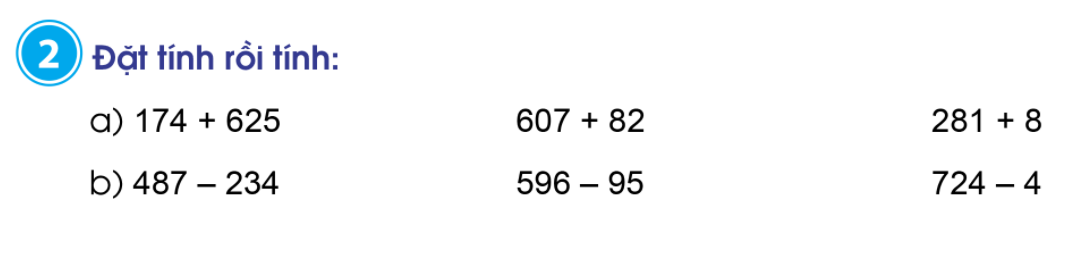 2 Đặt tính rồi tính:
a) 174 + 625 607 + 82 281 + 8
b) 487 – 234 596 – 95 724 – 4